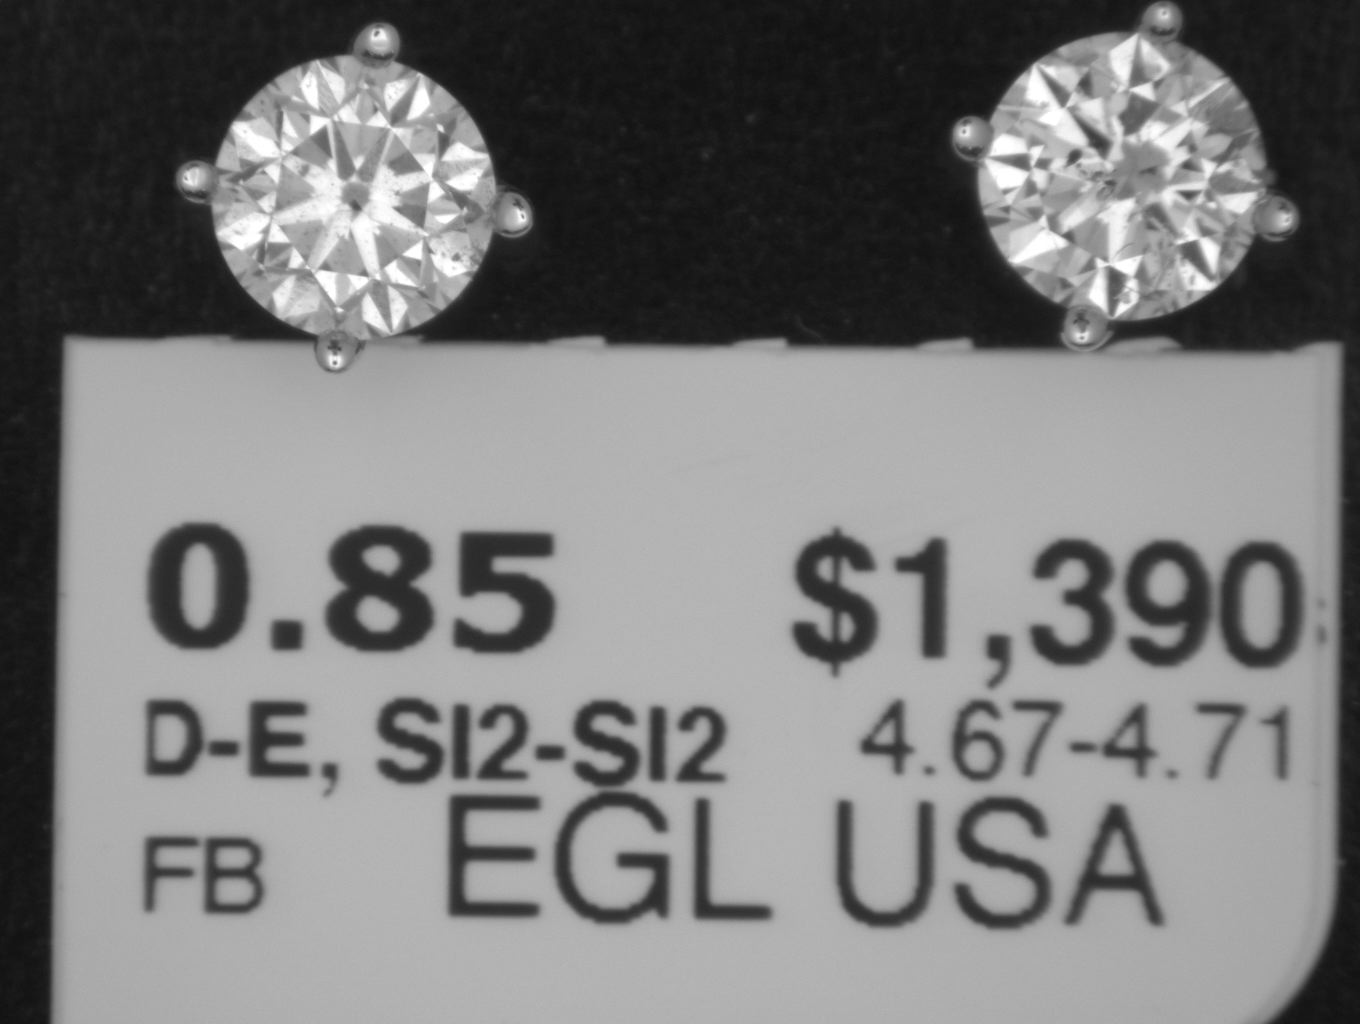 0.85 $1,390
D-E, SI2-SI2 4.67-4.71
FB EGL USA